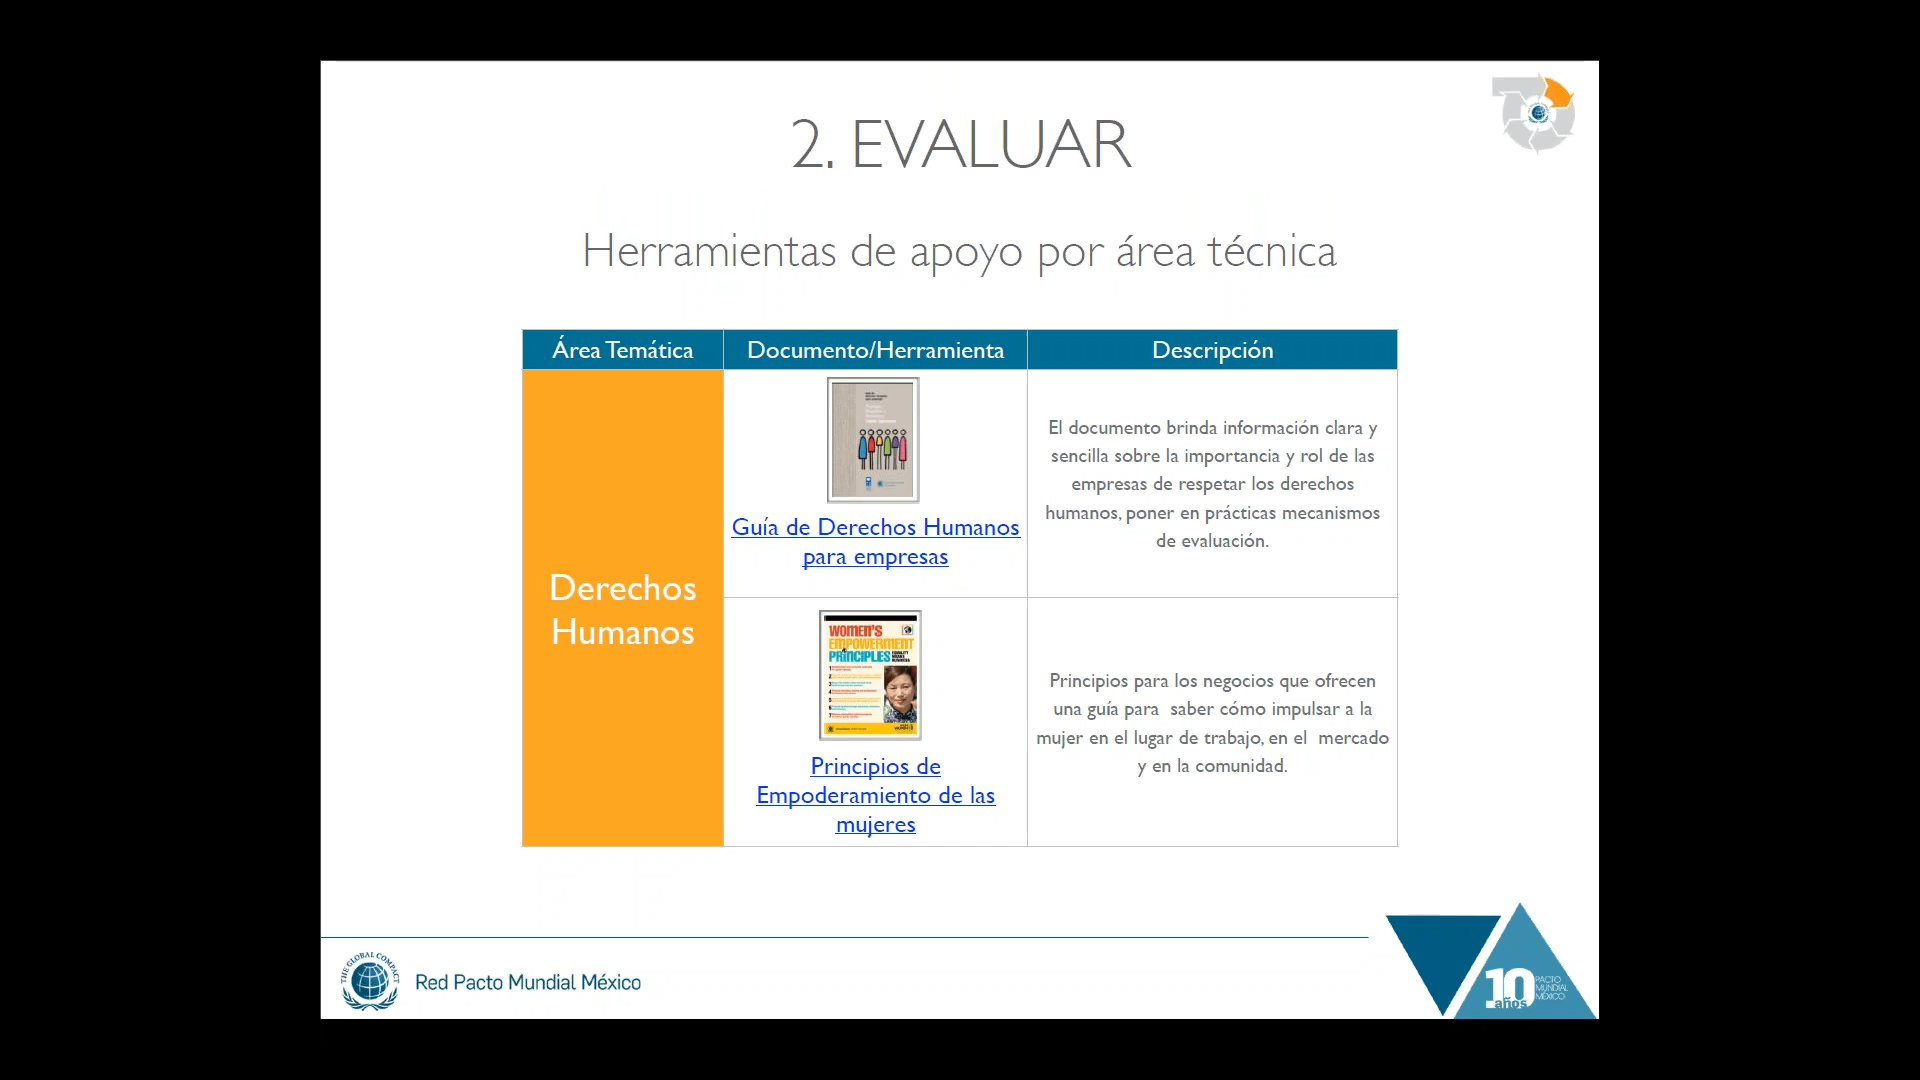 2. EVALUAR
Herramientas de apoyo por área técnica
Área Temática
Documento/Herramienta
Descripción
Derechos
Humanos
Guía de Derechos Humanos
para empresas
El documento brinda información clara y
sencilla sobre la importancia y rol de las
empresas de respetar los derechos
humanos, poner en prácticas mecanismos
de evaluación.
WOMEN'S
EMPOWERMENT
PRINCIPLES
Principios de
Empoderamiento de las
mujeres
Principios para los negocios que ofrecen
una guía para  saber cómo impulsar a la
mujer en el lugar de trabajo, en el  mercado
y en la comunidad.
THE GLOBAL COMPACT
Red Pacto Mundial México
10
años
PACTO
MUNDIAL
MÉXICO